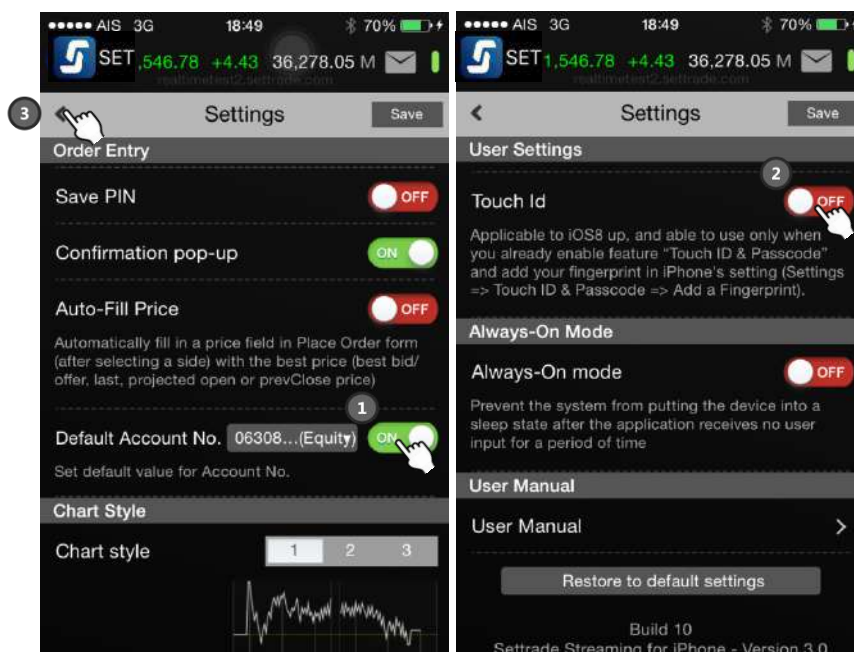 AIS 3G 18:49 70%
SET ,546.78 +4.43 36,278.05 M
realtimetest2.settrade.com
3
Settings
Save
Order Entry
Save PIN OFF
Confirmation pop-up ON
Auto-Fill Price OFF
Automatically fill in a price field in Place Order form
(after selecting a side) with the best price (best bid/
offer, last, projected open or prevClose price)
1
Default Account No. 06308...(Equity) ON
Set default value for Account No.
Chart Style
Chart style 1 2 3
AIS 3G 18:49 70%
SET 1,546.78 +4.43 36,278.05 M
realtimetest2.settrade.com
Settings
Save
User Settings
2
Touch Id OFF
Applicable to iOS8 up, and able to use only when
you already enable feature "Touch ID & Passcode"
and add your fingerprint in iPhone's setting (Settings
=> Touch ID & Passcode => Add a Fingerprint).
Always-On Mode
Always-On mode OFF
Prevent the system from putting the device into a
sleep state after the application receives no user
input for a period of time
User Manual
User Manual
Restore to default settings
Build 10
Settrade Streaming for iPhone - Version 3.0